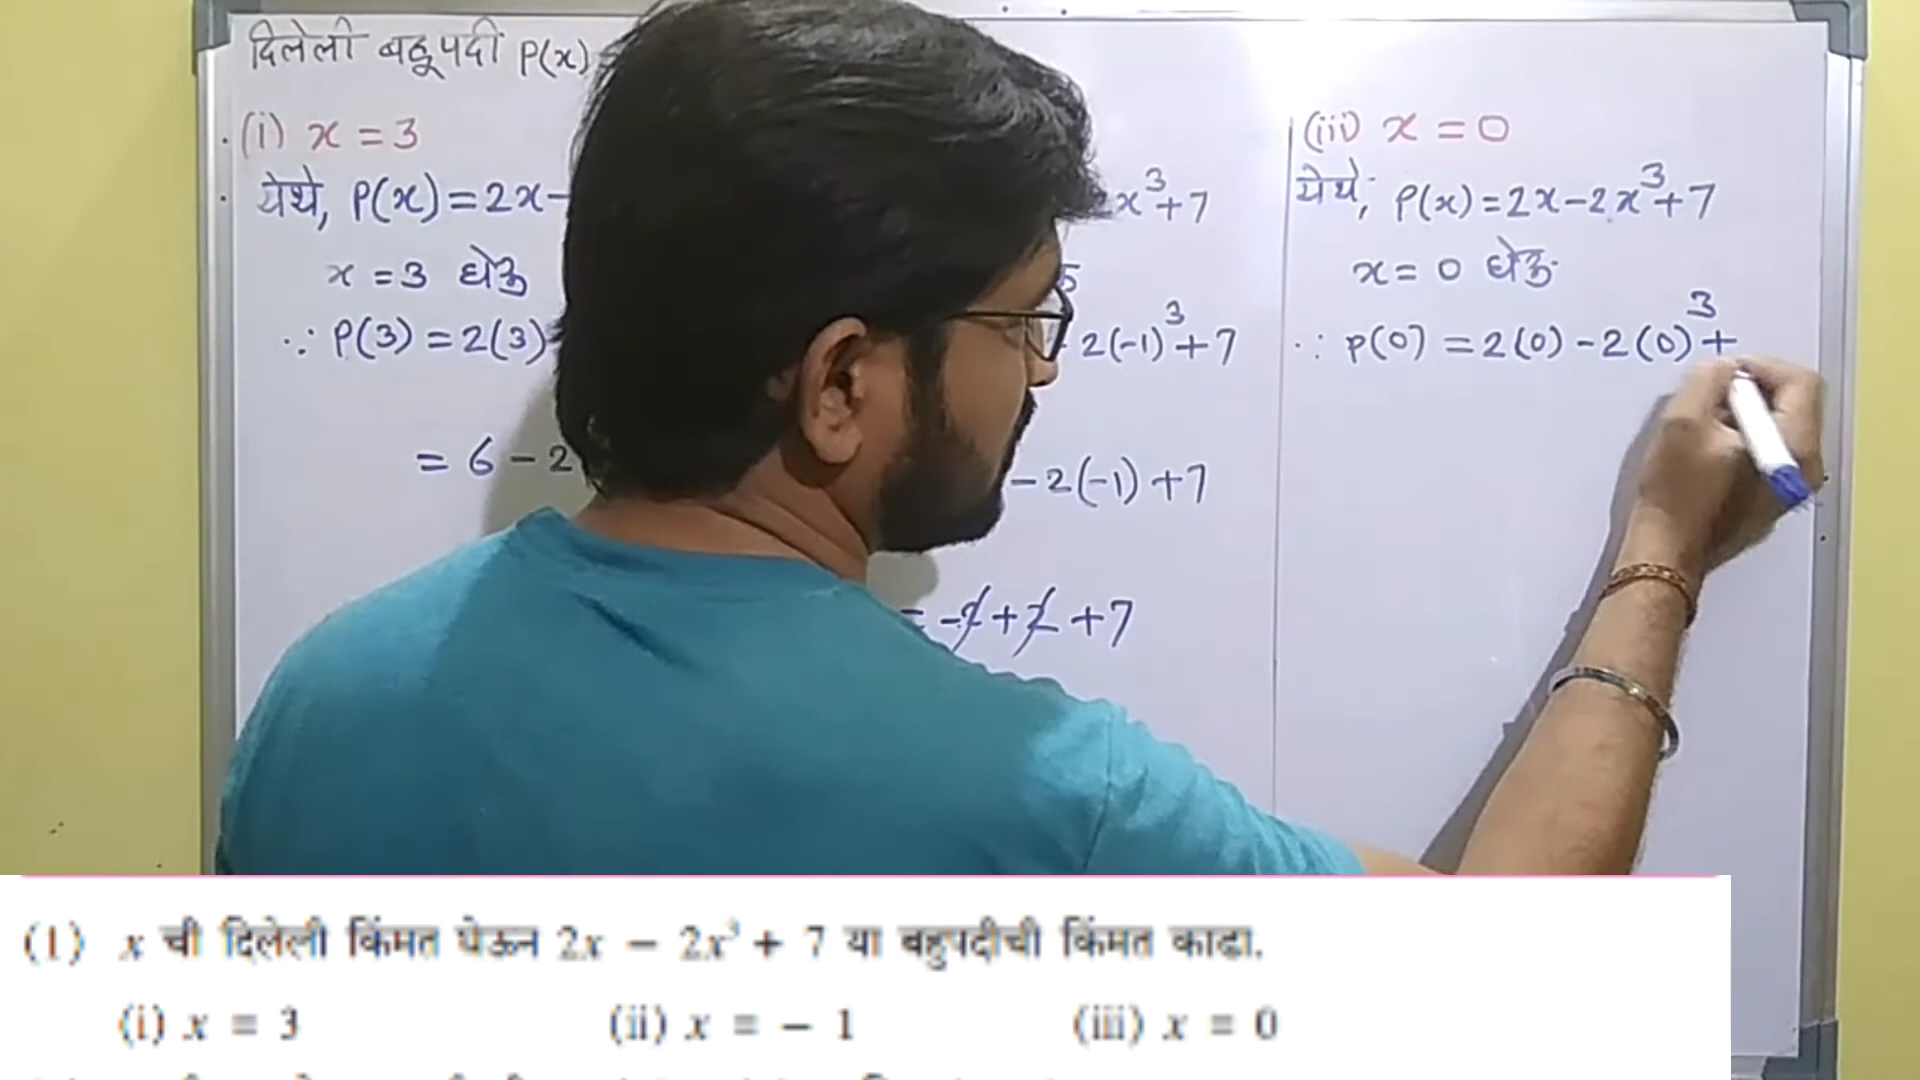 दिलेली बहूपदी P(x) =
(i) x = 3
येथे, P(x) = 2x -
x = 3 घेऊ
∴ P(3) = 2(3)
= 6 - 2
x³ + 7
2(-1)³ + 7
- 2(-1) + 7
= -2 + 2 + 7
(iii) x = 0
येथे, P(x) = 2x - 2x³ + 7
x = 0 घेऊ
∴ P(0) = 2(0) - 2(0)³ +
(1) x ची दिलेली किंमत घेऊन 2x - 2x³ + 7 या बहुपदीची किंमत काढा.
(i) x = 3 (ii) x = - 1 (iii) x = 0